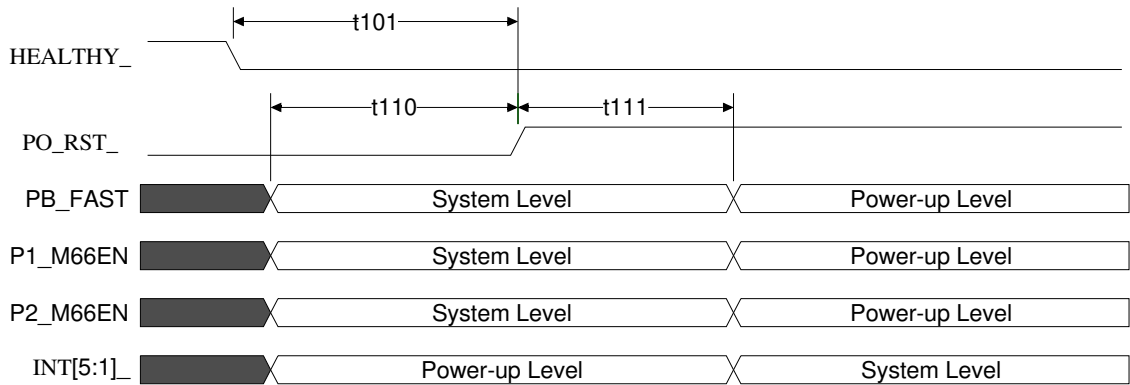 t101
HEALTHY_
t110 t111
PO_RST_
PB_FAST System Level Power-up Level
P1_M66EN System Level Power-up Level
P2_M66EN System Level Power-up Level
INT[5:1]_ Power-up Level System Level